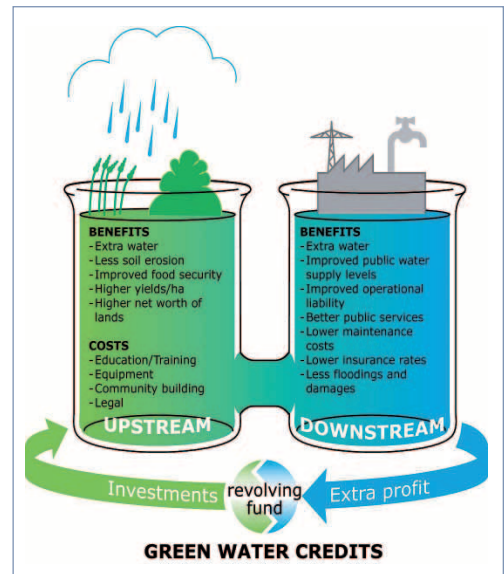 BENEFITS
-Extra water
-Less soil erosion
-Improved food security
-Higher yields/ha
-Higher net worth of
lands
COSTS
-Education/Training
-Equipment
-Community building
-Legal
UPSTREAM
BENEFITS
-Extra water
-Improved public water
supply levels
-Improved operational
liability
-Better public services
-Lower maintenance
costs
-Lower insurance rates
-Less floodings and
damages
DOWNSTREAM
Investments
revolving
fund
Extra profit
GREEN WATER CREDITS